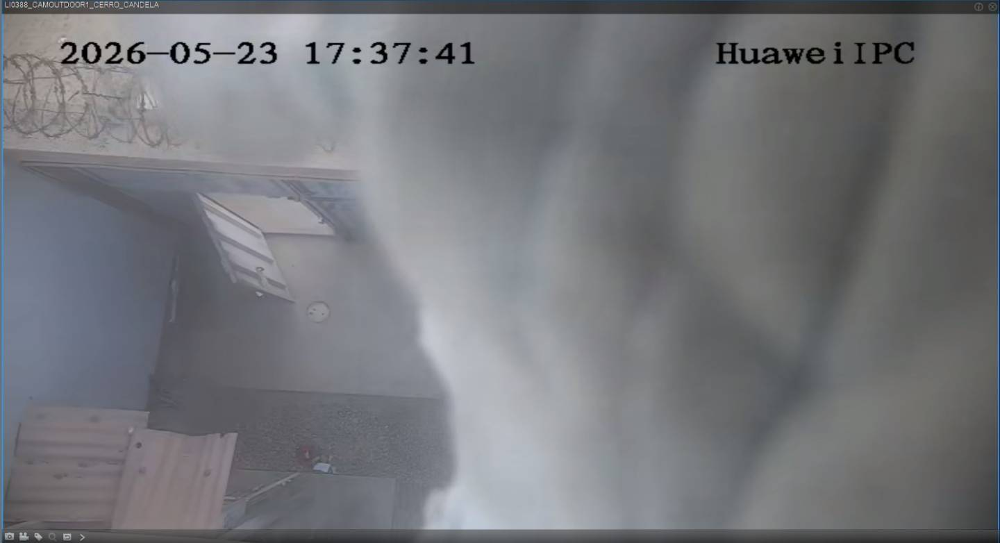 LI0388_CAMOUTDOOR1_CERRO_CANDELA
2026-05-23 17:37:41
HuaweiIPC